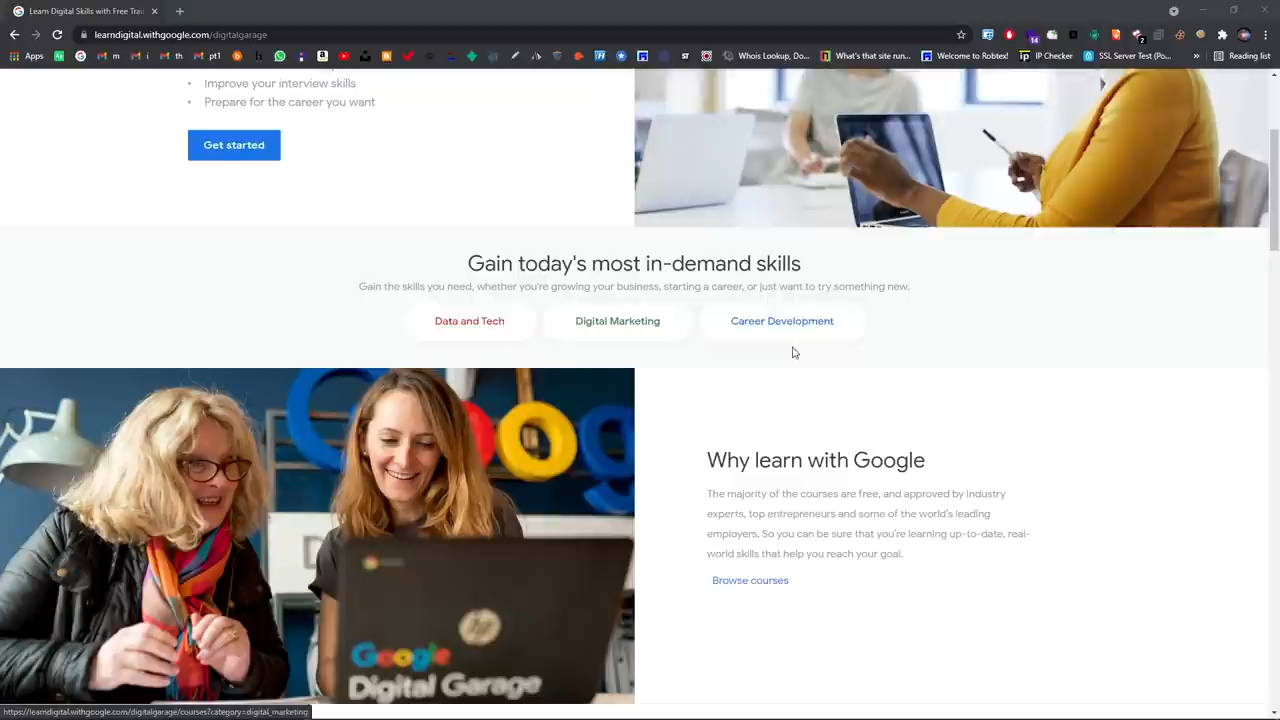 Learn Digital Skills with Free Trai
learndigital.withgoogle.com/digitalgarage
Apps
m
i
th
pt1
ST
Whois Lookup, Do...
What's that site run...
Welcome to Robtex!
IP Checker
SSL Server Test (Po...
»
Reading list
• Improve your interview skills
• Prepare for the career you want
Get started
Gain today's most in-demand skills
Gain the skills you need, whether you're growing your business, starting a career, or just want to try something new.
Data and Tech
Digital Marketing
Career Development
Why learn with Google
The majority of the courses are free, and approved by industry
experts, top entrepreneurs and some of the world's leading
employers. So you can be sure that you're learning up-to-date, real-
world skills that help you reach your goal.
Browse courses
Google
Digital Garage
https://learndigital.withgoogle.com/digitalgarage/courses?category=digital_marketing